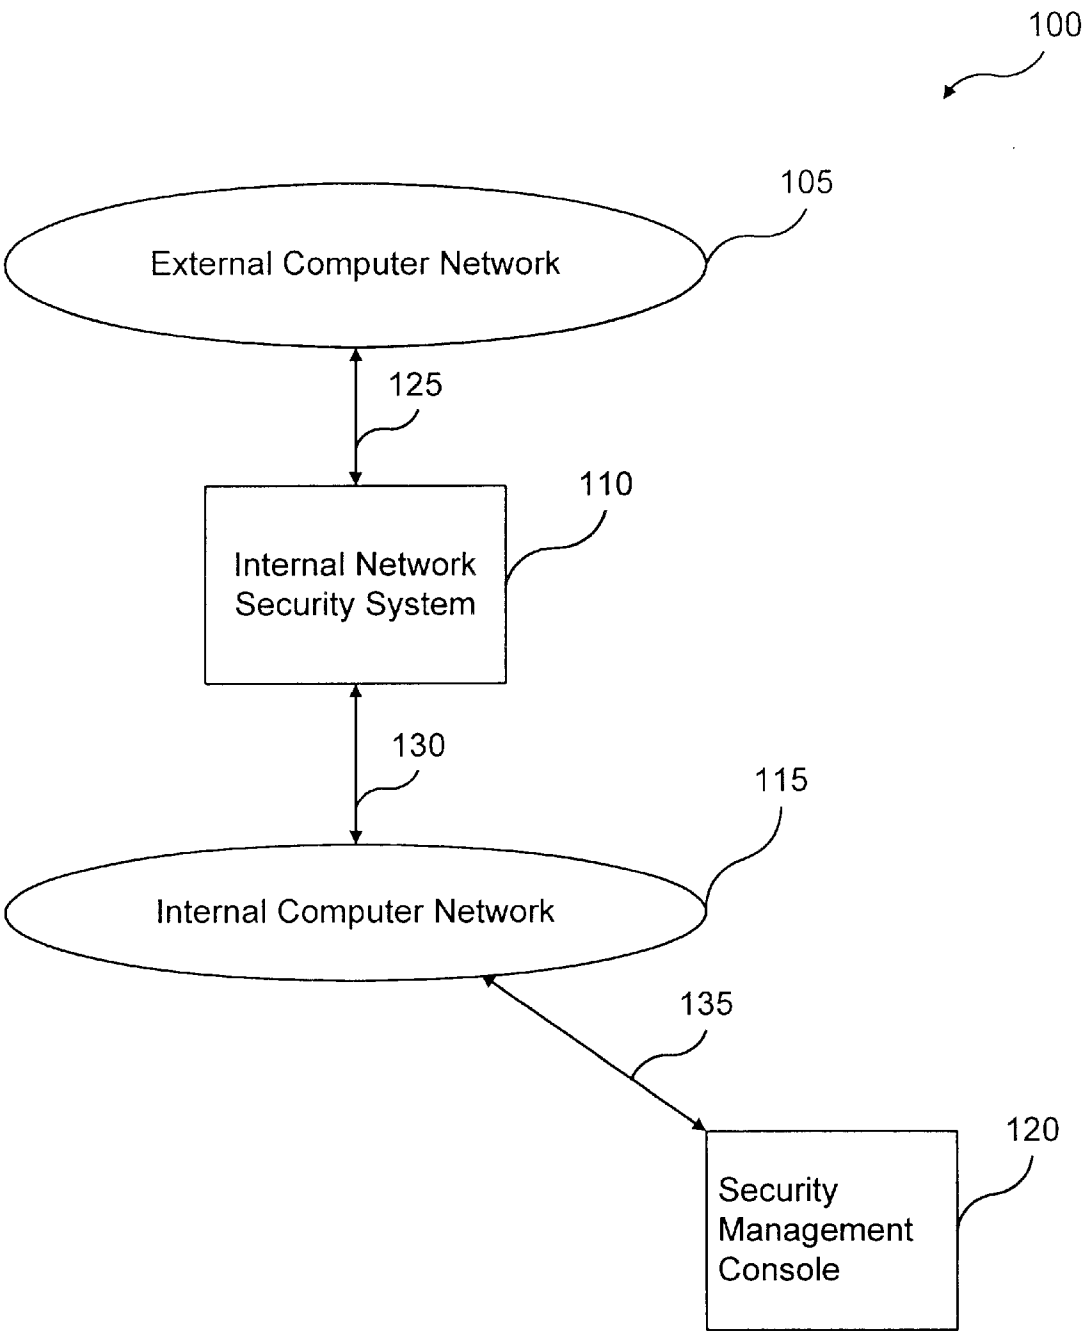 100
105
External Computer Network
125
110
Internal Network
Security System
130
115
Internal Computer Network
135
120
Security
Management
Console